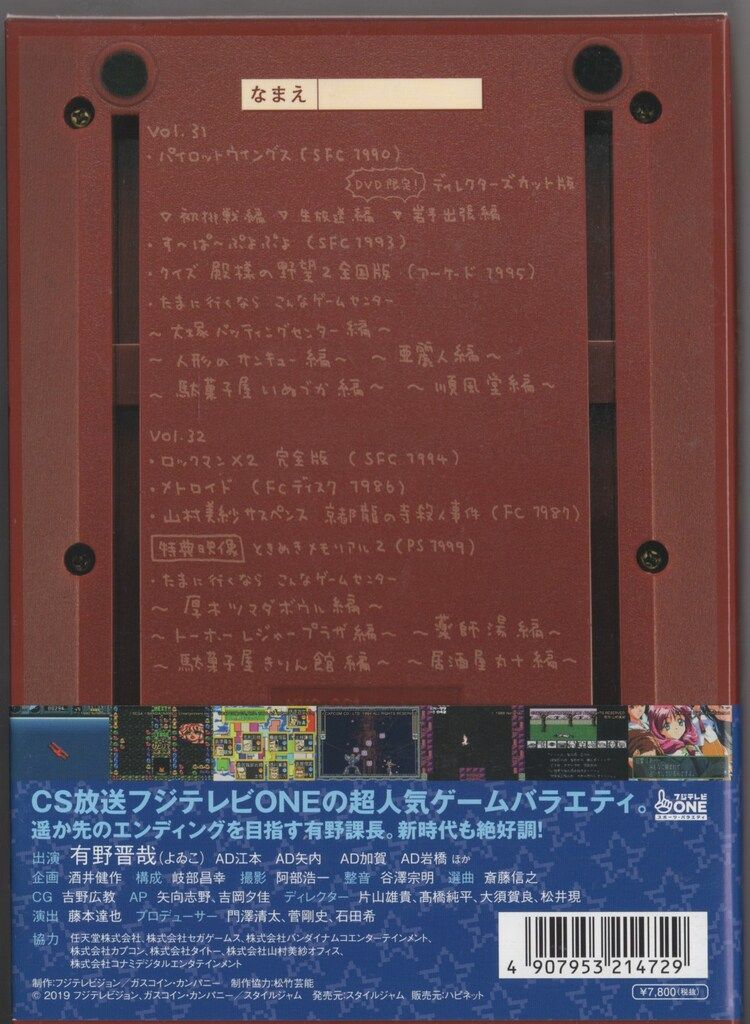 なまえ
Vol.31
・パイロットウイングス (SFC 1990)
DVD限定! ディレクターズカット版
▽初挑戦編 ▽生放送編 ▽岩手出張編
・す〜ぱ〜ぷよぷよ (SFC 1993)
・クイズ 殿様の野望2 全国版 (アーケード 1995)
・たまに行くなら こんなゲームセンター
〜 大塚バッティングセンター編 〜
〜 人形のサンキュー編 〜 〜 亜麗人編 〜
〜 駄菓子屋いぬづか編 〜 〜 順風堂編 〜
Vol.32
・ロックマンX2 完全版 (SFC 1994)
・メトロイド (FCディスク 1986)
・山村美紗サスペンス 京都龍の寺殺人事件 (FC 1987)
特典映像 ときめきメモリアル2 (PS 1999)
・たまに行くなら こんなゲームセンター
〜 厚木ツマダボウル編 〜
〜 トーホーレジャープラザ編 〜 〜 薬師湯編 〜
〜 駄菓子屋きりん館編 〜 〜 居酒屋カ十編 〜
CS放送フジテレビONEの超人気ゲームバラエティ。
フジテレビ
ONE
スポーツ・バラエティ
遥か先のエンディングを目指す有野課長。新時代も絶好調!
出演 有野晋哉(よゐこ) AD江本 AD矢内 AD加賀 AD岩橋 ほか
企画 酒井健作 構成 岐部昌幸 撮影 阿部浩一 整音 谷澤宗明 選曲 斎藤信之
CG 吉野広教 AP 矢向志野、吉岡夕佳 ディレクター 片山雄貴、髙橋純平、大須賀良、松井現
演出 藤本達也 プロデューサー 門澤清太、菅剛史、石田希
協力 任天堂株式会社、株式会社セガゲームス、株式会社バンダイナムコエンターテインメント、
株式会社カプコン、株式会社タイトー、株式会社山村美紗オフィス、
株式会社コナミデジタルエンタテインメント
制作:フジテレビジョン/ガスコイン・カンパニー 制作協力:松竹芸能
© 2019 フジテレビジョン、ガスコイン・カンパニー/スタイルジャム 発売元:スタイルジャム 販売元:ハピネット
4 907953 214729
¥7,800(税抜)